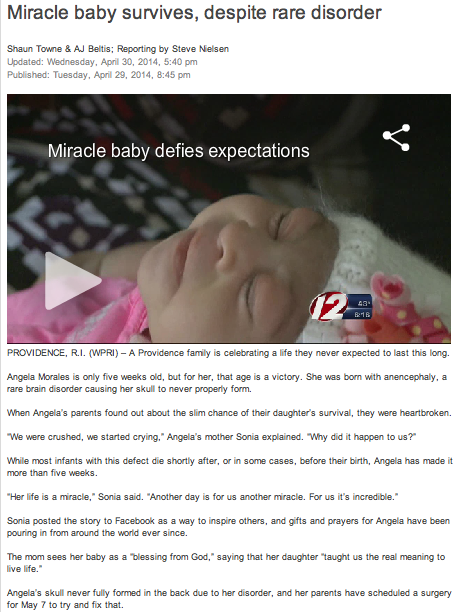 Miracle baby survives, despite rare disorder
Shaun Towne & AJ Beltis; Reporting by Steve Nielsen
Updated: Wednesday, April 30, 2014, 5:40 pm
Published: Tuesday, April 29, 2014, 8:45 pm
Miracle baby defies expectations
12
43°
6:16
PROVIDENCE, R.I. (WPRI) – A Providence family is celebrating a life they never expected to last this long.
Angela Morales is only five weeks old, but for her, that age is a victory. She was born with anencephaly, a
rare brain disorder causing her skull to never properly form.
When Angela's parents found out about the slim chance of their daughter's survival, they were heartbroken.
"We were crushed, we started crying," Angela's mother Sonia explained. "Why did it happen to us?"
While most infants with this defect die shortly after, or in some cases, before their birth, Angela has made it
more than five weeks.
"Her life is a miracle," Sonia said. "Another day is for us another miracle. For us it's incredible."
Sonia posted the story to Facebook as a way to inspire others, and gifts and prayers for Angela have been
pouring in from around the world ever since.
The mom sees her baby as a "blessing from God," saying that her daughter "taught us the real meaning to
live life."
Angela's skull never fully formed in the back due to her disorder, and her parents have scheduled a surgery
for May 7 to try and fix that.